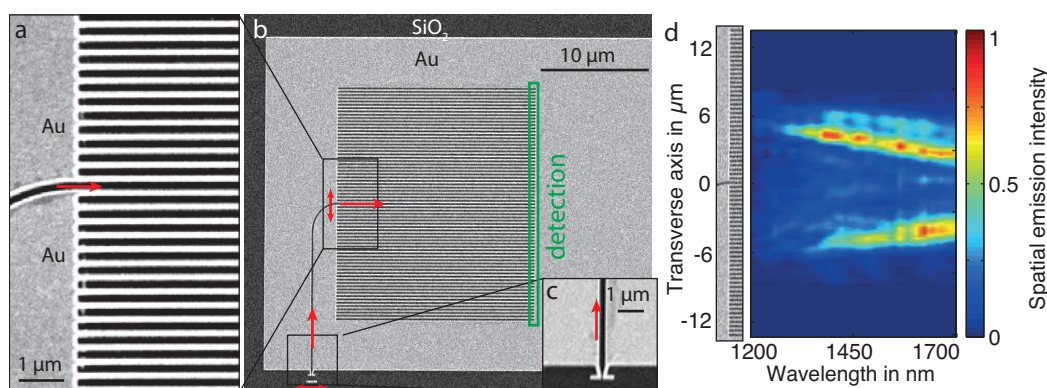 a
Au
Au
1 μm
b
SiO2
Au
10 μm
detection
c
1 μm
d
Transverse axis in μm
12
6
0
-6
-12
1200
1450
1700
Wavelength in nm
1
0.5
0
Spatial emission intensity